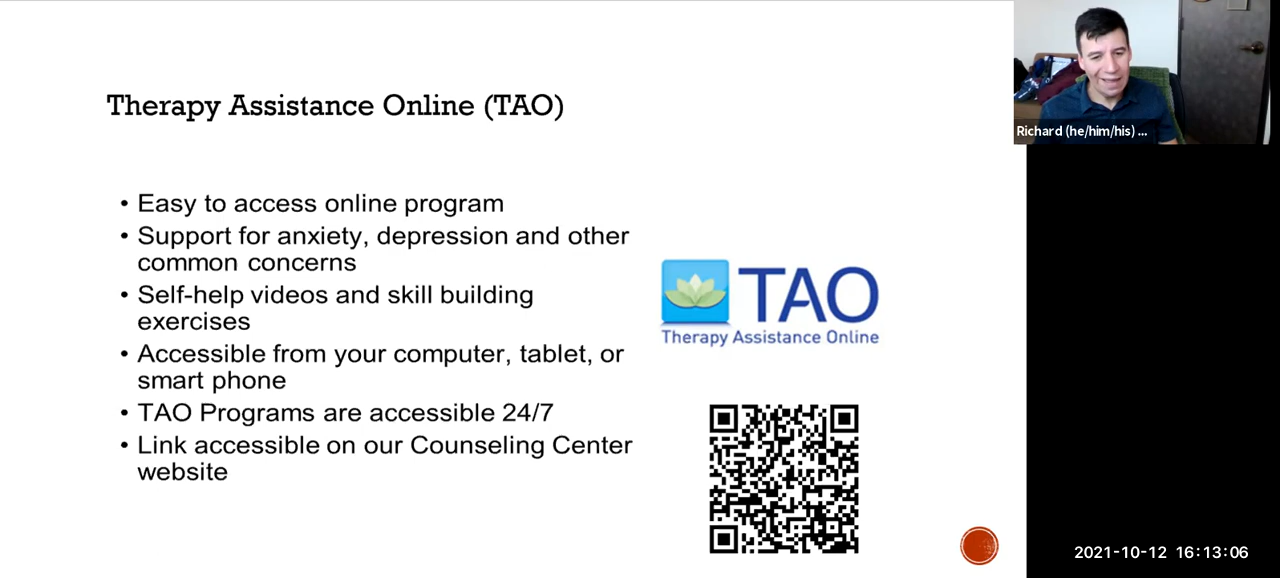 Therapy Assistance Online (TAO)
• Easy to access online program
• Support for anxiety, depression and other
common concerns
• Self-help videos and skill building
exercises
• Accessible from your computer, tablet, or
smart phone
• TAO Programs are accessible 24/7
• Link accessible on our Counseling Center
website
TAO
Therapy Assistance Online
Richard (he/him/his) ...
2021-10-12 16:13:06